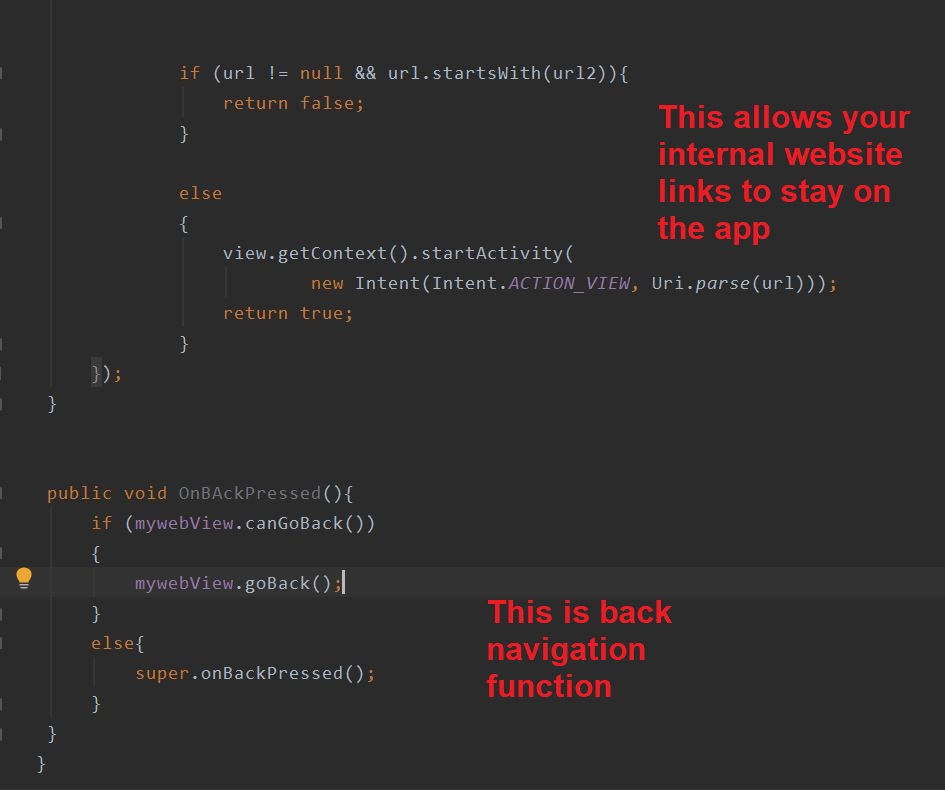 if (url != null && url.startsWith(url2)){
return false;
}
This allows your
internal website
links to stay on
the app
else
{
view.getContext().startActivity(
new Intent(Intent.ACTION_VIEW, Uri.parse(url)));
return true;
}
});
}
public void OnBAckPressed(){
if (mywebView.canGoBack())
{
mywebView.goBack();
}
else{
super.onBackPressed();
}
This is back
navigation
function
}
}